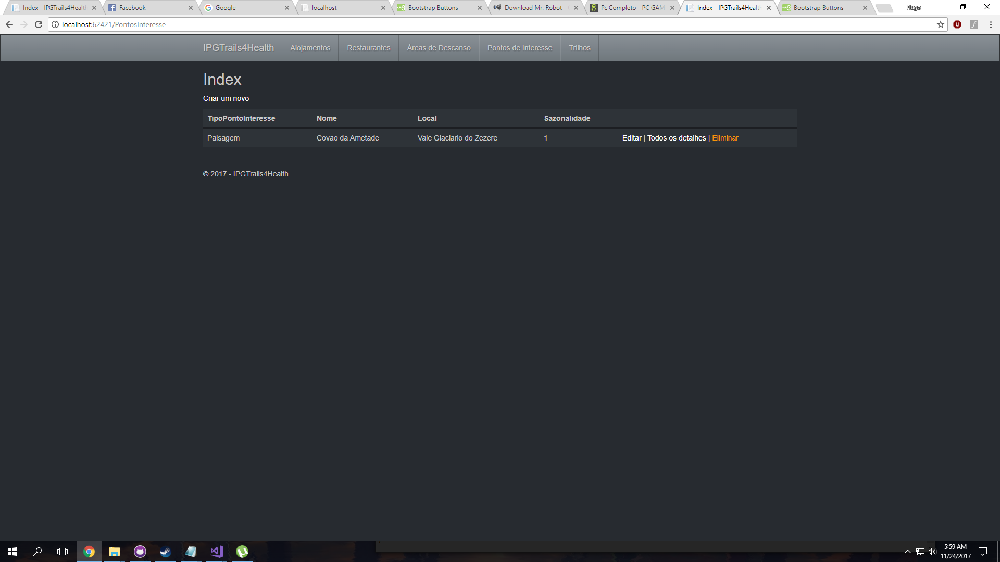 Index - IPGTrails4Health
Facebook
Google
localhost
Bootstrap Buttons
Download Mr. Robot -
Pc Completo - PC GAM
Index - IPGTrails4Health
Bootstrap Buttons
Hugo
localhost:62421/PontosInteresse
IPGTrails4Health
Alojamentos
Restaurantes
Áreas de Descanso
Pontos de Interesse
Trilhos
Index
Criar um novo
TipoPontoInteresse Nome Local Sazonalidade
Paisagem Covao da Ametade Vale Glaciario do Zezere 1 Editar | Todos os detalhes | Eliminar
© 2017 - IPGTrails4Health
5:59 AM
11/24/2017